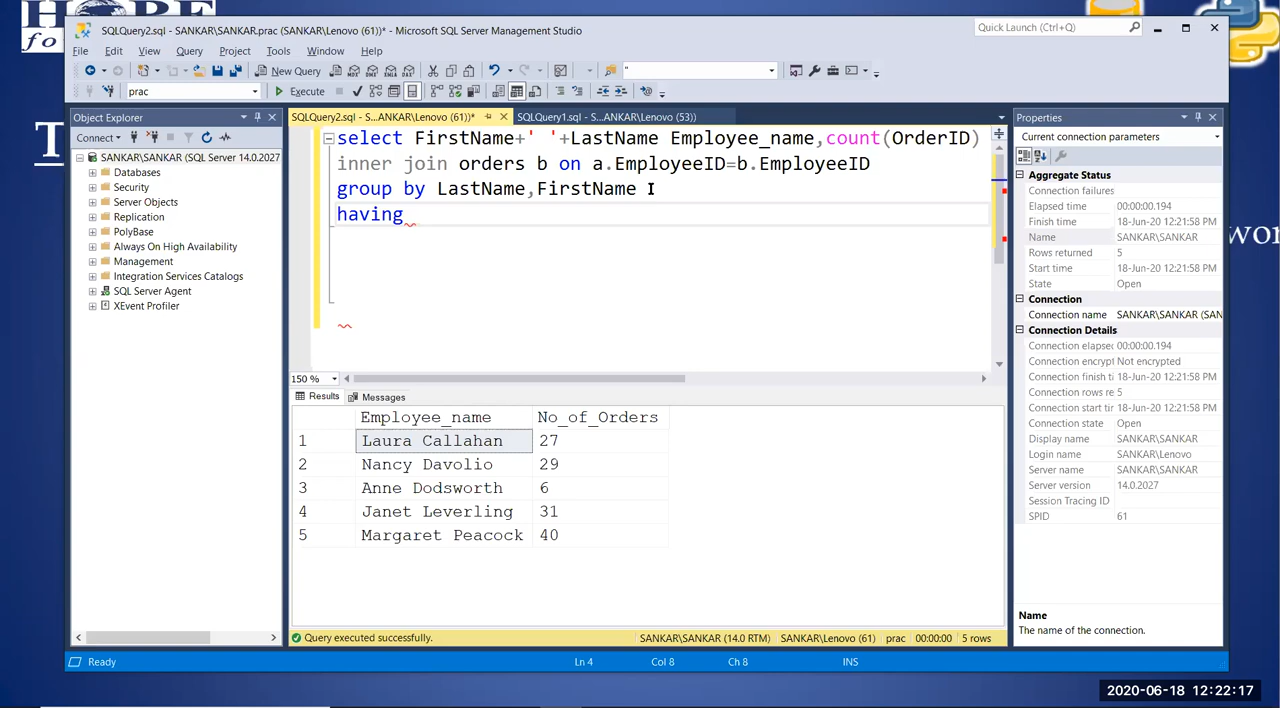 HOPE
fo
T
wor
SQLQuery2.sql - SANKAR\SANKAR.prac (SANKAR\Lenovo (61))* - Microsoft SQL Server Management Studio
Quick Launch (Ctrl+Q)
File Edit View Query Project Tools Window Help
New Query
MDX DMX XMLA DAX
"
prac
Execute
Object Explorer
SQLQuery2.sql - S...ANKAR\Lenovo (61))*
SQLQuery1.sql - S...ANKAR\Lenovo (53))
Properties
Connect
SANKAR\SANKAR (SQL Server 14.0.2027
Databases
Security
Server Objects
Replication
PolyBase
Always On High Availability
Management
Integration Services Catalogs
SQL Server Agent
XEvent Profiler
select FirstName+' '+LastName Employee_name,count(OrderID)
inner join orders b on a.EmployeeID=b.EmployeeID
group by LastName,FirstName
having
150 %
Results Messages
Employee_name No_of_Orders
1 Laura Callahan 27
2 Nancy Davolio 29
3 Anne Dodsworth 6
4 Janet Leverling 31
5 Margaret Peacock 40
Current connection parameters
Aggregate Status
Connection failures
Elapsed time 00:00:00.194
Finish time 18-Jun-20 12:21:58 PM
Name SANKAR\SANKAR
Rows returned 5
Start time 18-Jun-20 12:21:58 PM
State Open
Connection
Connection name SANKAR\SANKAR (SAN
Connection Details
Connection elapsec 00:00:00.194
Connection encrypt Not encrypted
Connection finish ti 18-Jun-20 12:21:58 PM
Connection rows re 5
Connection start tir 18-Jun-20 12:21:58 PM
Connection state Open
Display name SANKAR\SANKAR
Login name SANKAR\Lenovo
Server name SANKAR\SANKAR
Server version 14.0.2027
Session Tracing ID
SPID 61
Name
The name of the connection.
Query executed successfully.
SANKAR\SANKAR (14.0 RTM) SANKAR\Lenovo (61) prac 00:00:00 5 rows
Ready Ln 4 Col 8 Ch 8 INS
2020-06-18 12:22:17